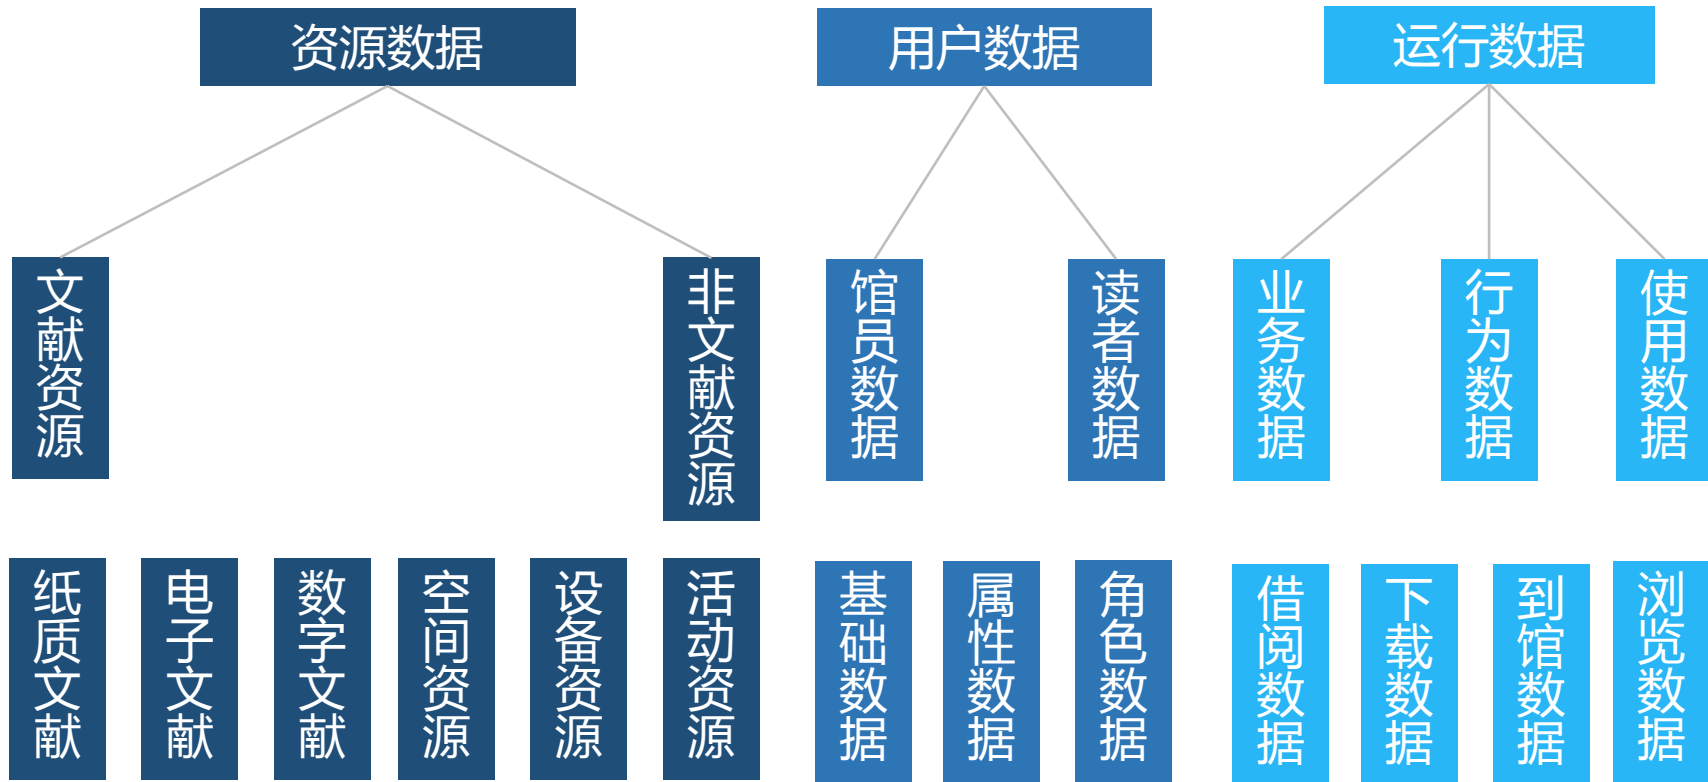 资源数据
用户数据
运行数据
文献资源
非文献资源
馆员数据
读者数据
业务数据
行为数据
使用数据
纸质文献
电子文献
数字文献
空间资源
设备资源
活动资源
基础数据
属性数据
角色数据
借阅数据
下载数据
到馆数据
浏览数据